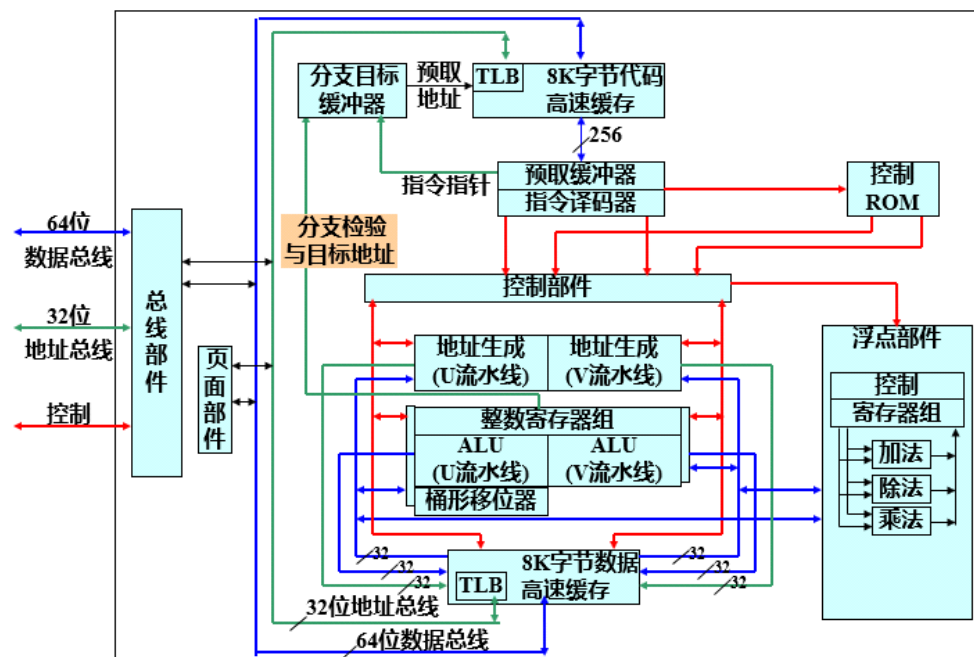 分支目标
缓冲器
预取
地址
TLB
8K字节代码
高速缓存
256
指令指针
预取缓冲器
指令译码器
控制
ROM
64位
数据总线
分支检验
与目标地址
控制部件
总线部件
32位
地址总线
页面部件
地址生成
(U流水线)
地址生成
(V流水线)
浮点部件
控制
寄存器组
控制
整数寄存器组
ALU
(U流水线)
ALU
(V流水线)
桶形移位器
加法
除法
乘法
32
32
32
8K字节数据
高速缓存
TLB
32
32
32
32位地址总线
64位数据总线